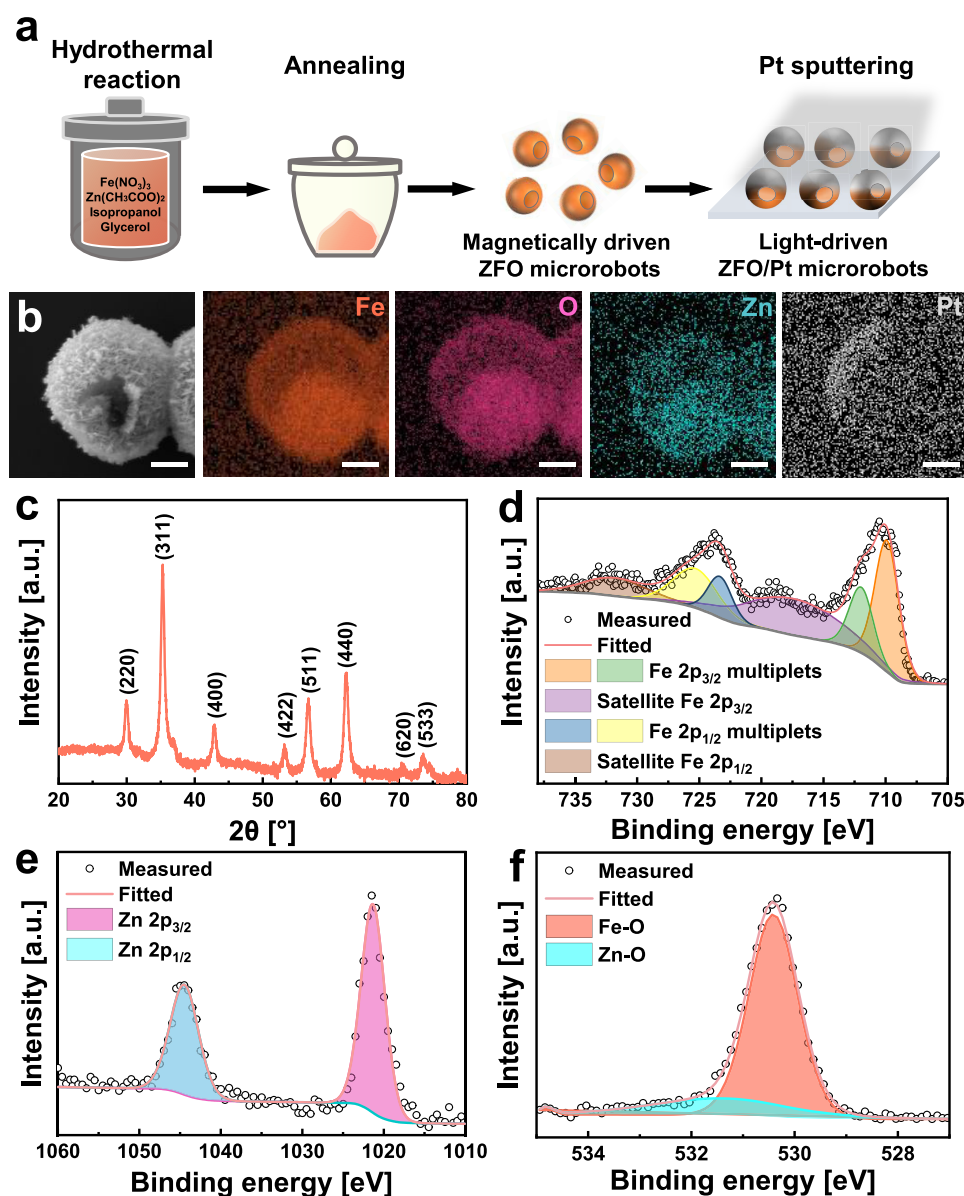 a
Hydrothermal
reaction
Annealing
Pt sputtering
Fe(NO₃)₃
Zn(CH₃COO)₂
Isopropanol
Glycerol
Magnetically driven
ZFO microrobots
Light-driven
ZFO/Pt microrobots
b
Fe
O
Zn
Pt
c
Intensity [a.u.]
(220)
(311)
(400)
(422)
(511)
(440)
(620)
(533)
20 30 40 50 60 70 80
2θ [°]
d
Intensity [a.u.]
Measured
Fitted
Fe 2p₃/₂ multiplets
Satellite Fe 2p₃/₂
Fe 2p₁/₂ multiplets
Satellite Fe 2p₁/₂
735 730 725 720 715 710 705
Binding energy [eV]
e
Intensity [a.u.]
Measured
Fitted
Zn 2p₃/₂
Zn 2p₁/₂
1060 1050 1040 1030 1020 1010
Binding energy [eV]
f
Intensity [a.u.]
Measured
Fitted
Fe-O
Zn-O
534 532 530 528
Binding energy [eV]